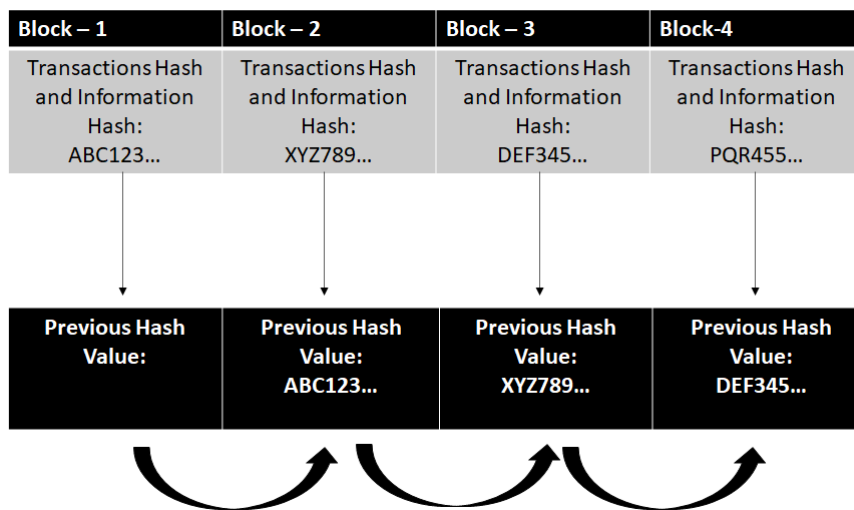 Block – 1
Block – 2
Block – 3
Block-4
Transactions Hash
and Information
Hash:
ABC123...
Transactions Hash
and Information
Hash:
XYZ789...
Transactions Hash
and Information
Hash:
DEF345...
Transactions Hash
and Information
Hash:
PQR455...
Previous Hash
Value:
Previous Hash
Value:
ABC123...
Previous Hash
Value:
XYZ789...
Previous Hash
Value:
DEF345...